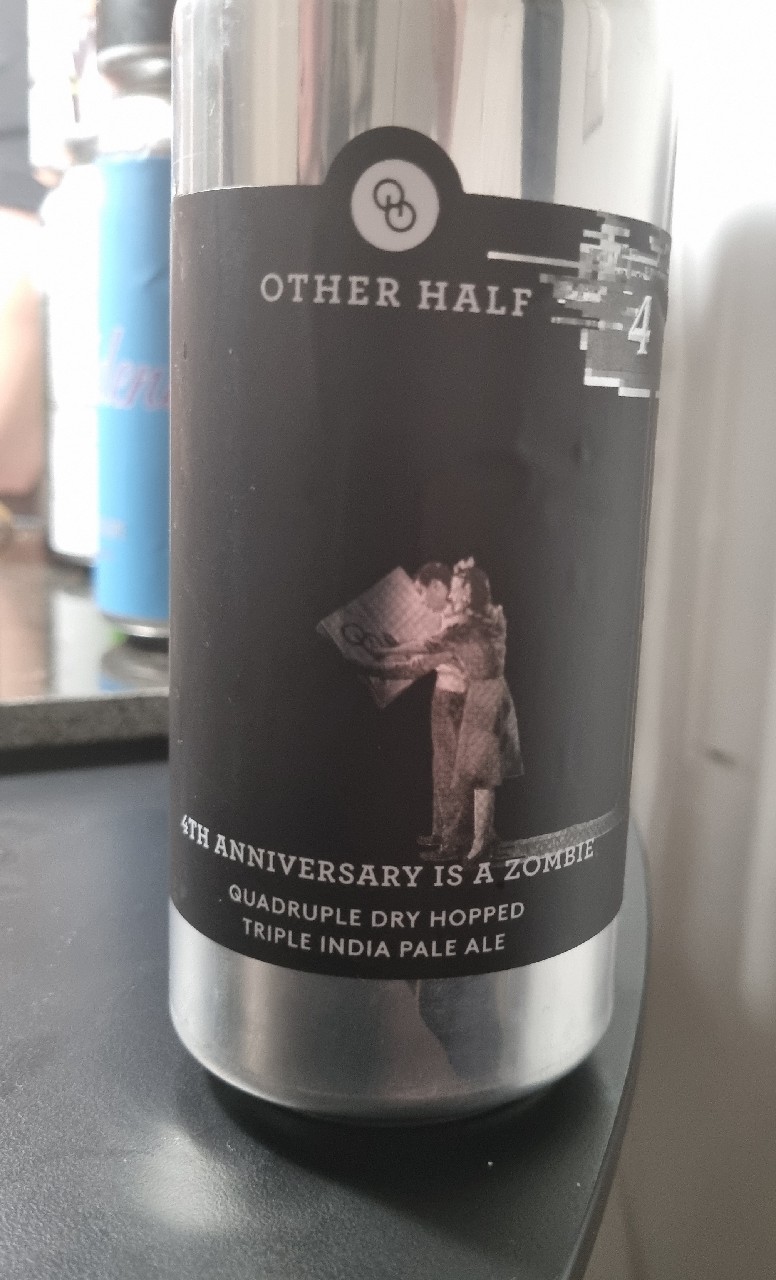 OTHER HALF
4
4TH ANNIVERSARY IS A ZOMBIE
QUADRUPLE DRY HOPPED
TRIPLE INDIA PALE ALE